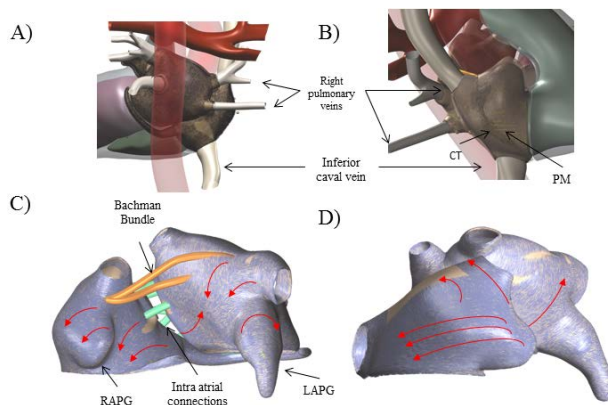 A)
B)
Right
pulmonary
veins
Inferior
caval vein
CT
PM
Bachman
Bundle
C)
D)
RAPG
Intra atrial
connections
LAPG